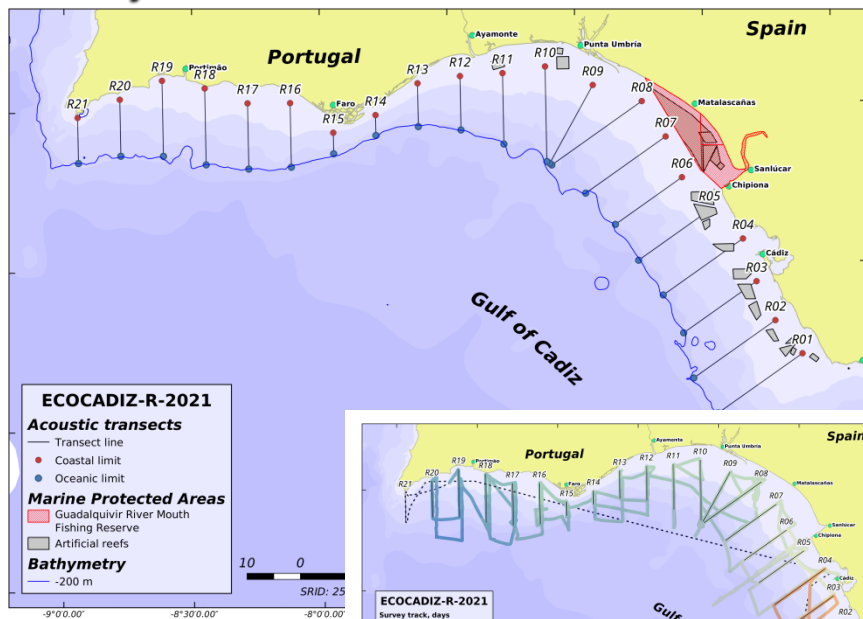 Portugal
Spain
Ayamonte
Punta Umbría
Portimão
Faro
Matalascañas
Sanlúcar
Chipiona
Cádiz
R21
R20
R19
R18
R17
R16
R15
R14
R13
R12
R11
R10
R09
R08
R07
R06
R05
R04
R03
R02
R01
Gulf of Cadiz
ECOCADIZ-R-2021
Acoustic transects
Transect line
Coastal limit
Oceanic limit
Marine Protected Areas
Guadalquivir River Mouth
Fishing Reserve
Artificial reefs
Bathymetry
-200 m
10 0
SRID: 25
-9°0'0.00"
-8°30'0.00"
-8°0'0.00"
Portugal
Spain
Ayamonte
Punta Umbría
Portimão
Faro
Matalascañas
Sanlúcar
Chipiona
Cádiz
R21
R20
R19
R18
R17
R16
R15
R14
R13
R12
R11
R10
R09
R08
R07
R06
R05
R04
R03
R02
ECOCADIZ-R-2021
Survey track, days